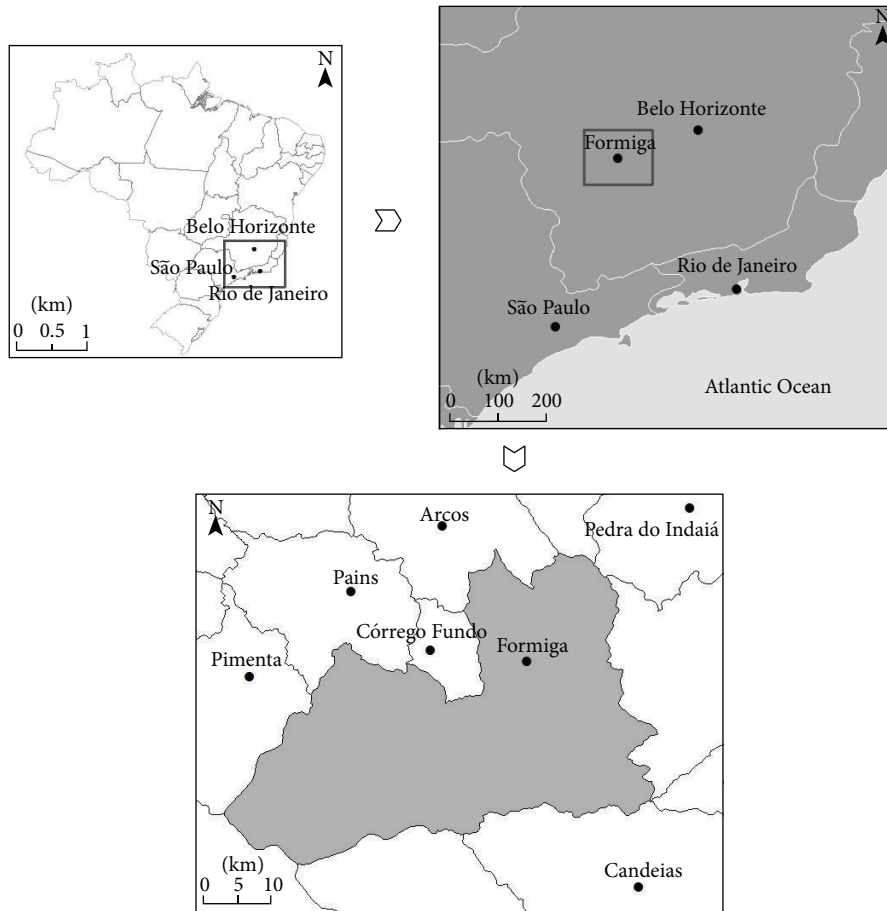 N
Belo Horizonte
São Paulo
Rio de Janeiro
(km)
0 0.5 1
N
Belo Horizonte
Formiga
Rio de Janeiro
São Paulo
(km)
0 100 200
Atlantic Ocean
N
Arcos
Pedra do Indaiá
Pains
Córrego Fundo
Formiga
Pimenta
(km)
0 5 10
Candeias